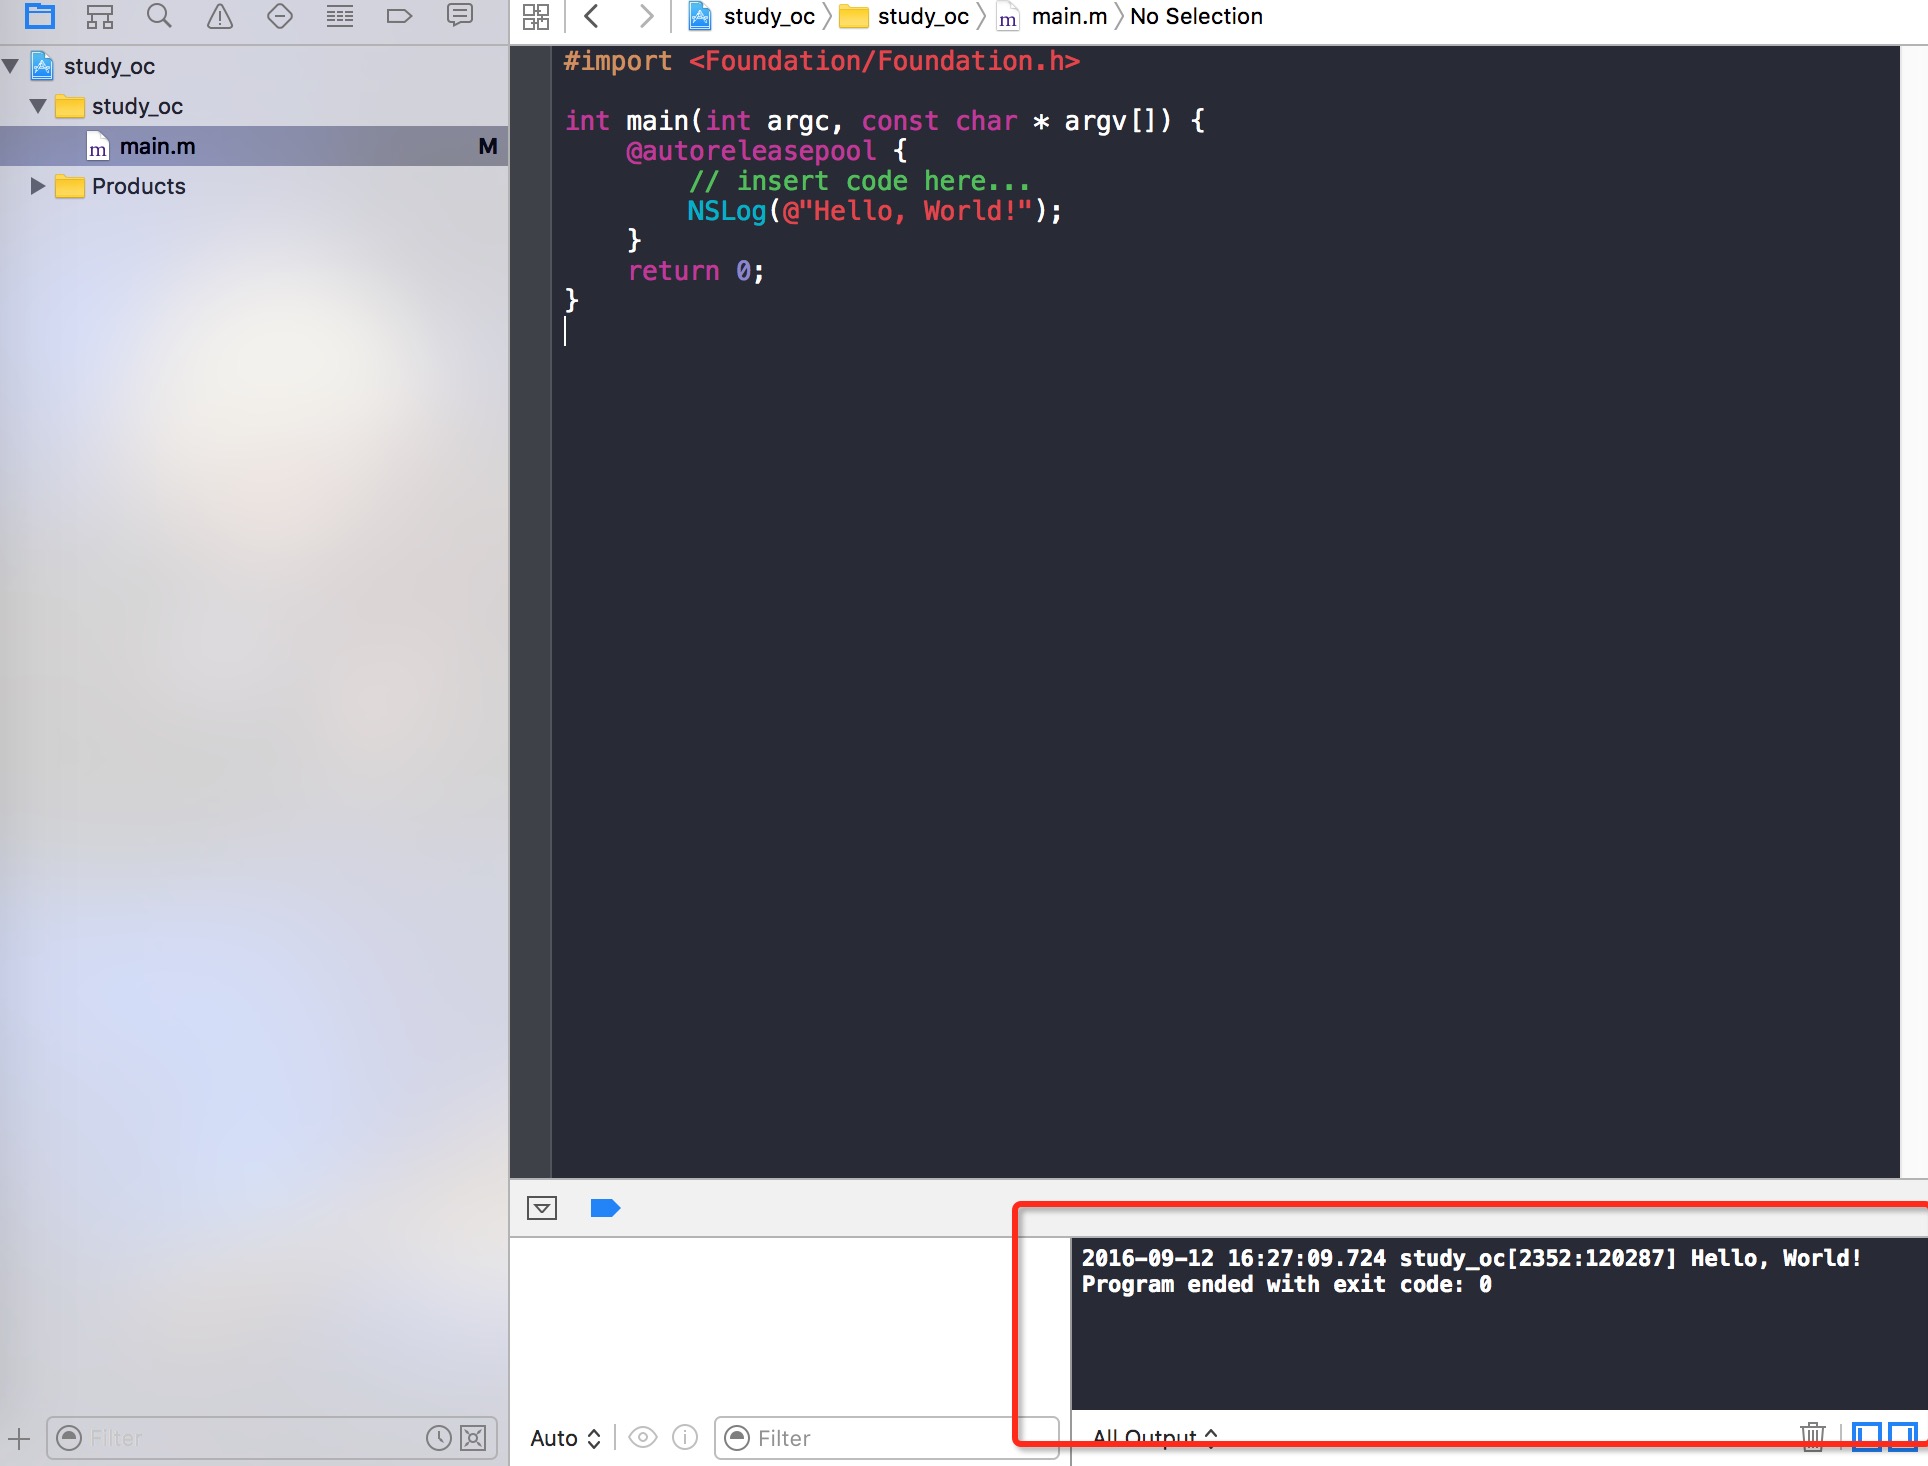 study_oc
study_oc
main.m M
Products
Filter
study_oc study_oc m main.m No Selection
#import <Foundation/Foundation.h>
int main(int argc, const char * argv[]) {
@autoreleasepool {
// insert code here...
NSLog(@"Hello, World!");
}
return 0;
}
2016-09-12 16:27:09.724 study_oc[2352:120287] Hello, World!
Program ended with exit code: 0
Auto Filter
All Output